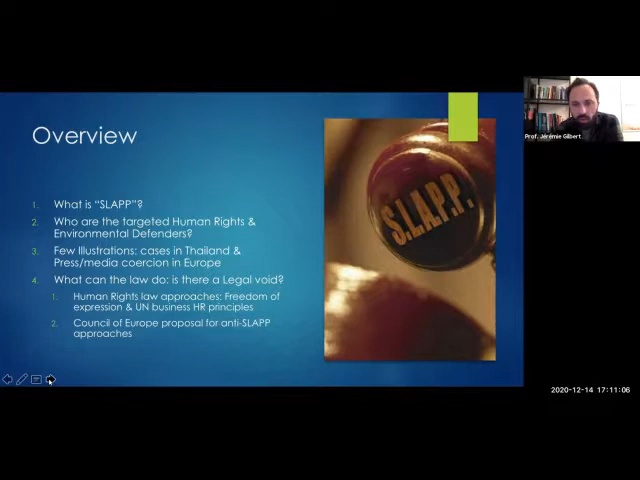 Overview
1. What is “SLAPP”?
2. Who are the targeted Human Rights &
Environmental Defenders?
3. Few Illustrations: cases in Thailand &
Press/media coercion in Europe
4. What can the law do: is there a Legal void?
1. Human Rights law approaches: Freedom of
expression & UN business HR principles
2. Council of Europe proposal for anti-SLAPP
approaches
S.L.A.P.P.
Prof. Jérémie Gilbert
2020-12-14 17:11:06